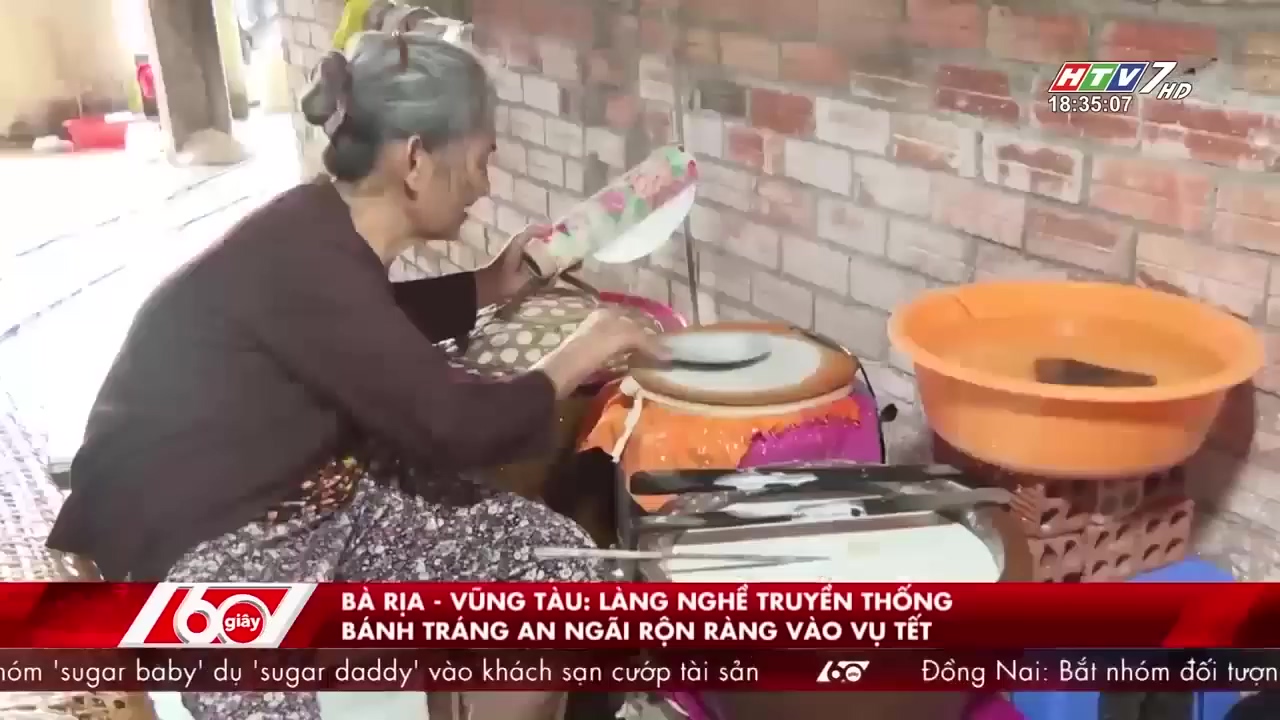 HTV7 HD
18:35:07
60 giây
BÀ RỊA - VŨNG TÀU: LÀNG NGHỀ TRUYỀN THỐNG
BÁNH TRÁNG AN NGÃI RỘN RÀNG VÀO VỤ TẾT
hóm 'sugar baby' dụ 'sugar daddy' vào khách sạn cướp tài sản
60 giây
Đồng Nai: Bắt nhóm đối tượn